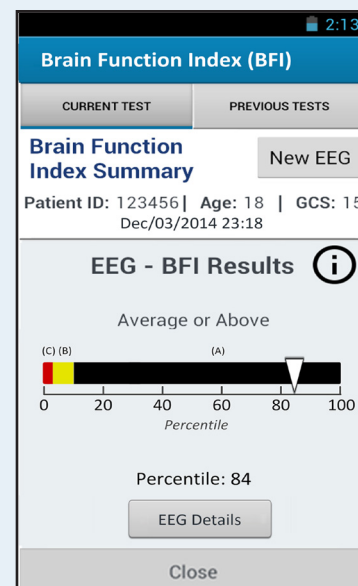 2:13
Brain Function Index (BFI)
CURRENT TEST PREVIOUS TESTS
Brain Function
Index Summary
New EEG
Patient ID: 123456| Age: 18 | GCS: 15
Dec/03/2014 23:18
EEG - BFI Results i
Average or Above
(C) (B) (A)
0 20 40 60 80 100
Percentile
Percentile: 84
EEG Details
Close